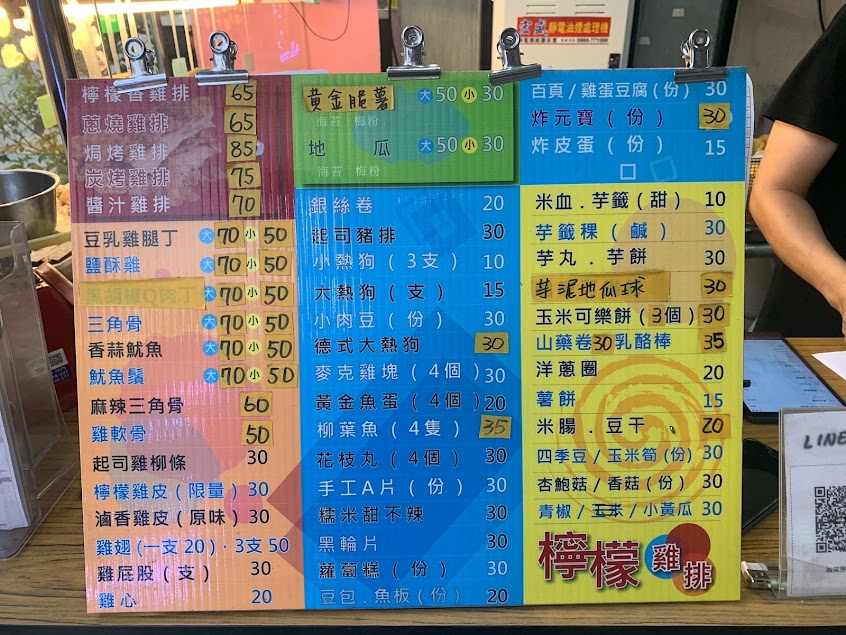 宏盛 靜電油煙處理機
檸檬香雞排 65
蔥燒雞排 65
焗烤雞排 85
炭烤雞排 75
醬汁雞排 70
豆乳雞腿丁 大 70 小 50
鹽酥雞 大 70 小 50
大 70 小 50
三角骨 大 70 小 50
香蒜魷魚 大 70 小 50
魷魚鬚 大 70 小 50
麻辣三角骨 60
雞軟骨 50
起司雞柳條 30
檸檬雞皮(限量) 30
滷香雞皮(原味) 30
雞翅(一支20)·3支50
雞屁股(支) 30
雞心 20
黃金脆薯 大 50 小 30
海苔 梅粉
地瓜 大 50 小 30
海苔 梅粉
銀絲卷 20
起司豬排 30
小熱狗(3支) 10
大熱狗(支) 15
小肉豆(份) 30
德式大熱狗 30
麥克雞塊(4個) 30
黃金魚蛋(4個) 20
柳葉魚(4隻) 35
花枝丸(4個) 30
手工A片(份) 30
糯米甜不辣 30
黑輪片 30
蘿蔔糕(份) 30
豆包.魚板(份) 20
百頁/雞蛋豆腐(份) 30
炸元寶(份) 30
炸皮蛋(份) 15
米血.芋籤(甜) 10
芋籤粿(鹹) 30
芋丸.芋餅 30
芋泥地瓜球 30
玉米可樂餅(3個) 30
山藥卷30乳酪棒 35
洋蔥圈 20
薯餅 15
米腸.豆干 20
四季豆/玉米筍(份) 30
杏鮑菇/香菇(份) 30
青椒/玉米/小黃瓜 30
檸檬雞排
LINE